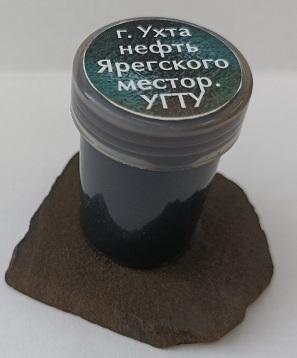 г. Ухта
нефть
Ярегского
местор.
УГТУ